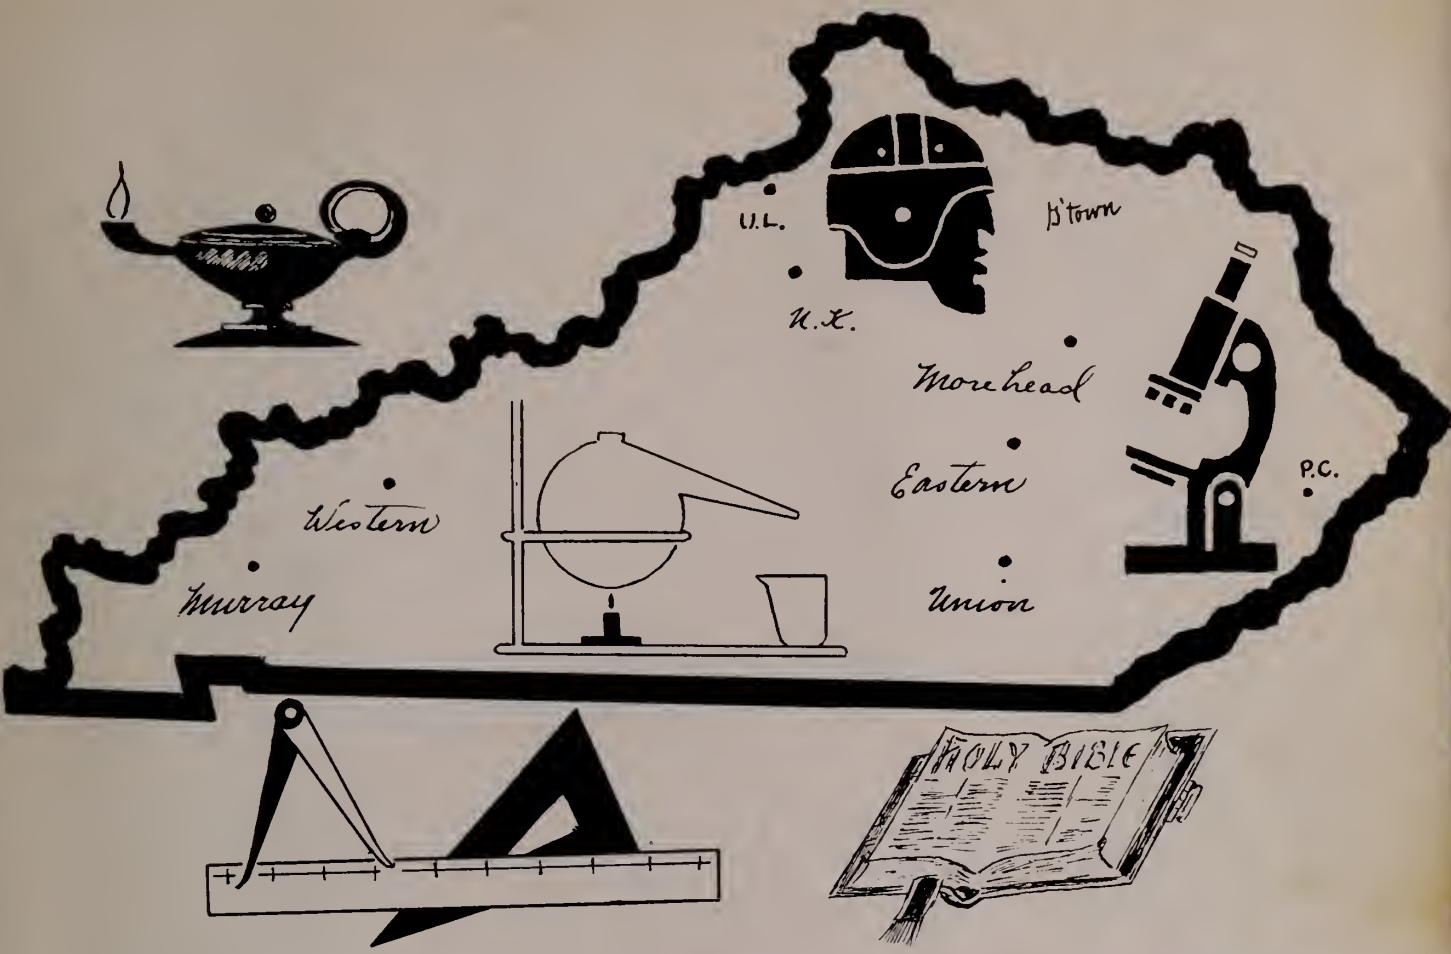 U.L.
G'town
U.K.
Morehead
Western
Eastern
P.C.
Murray
Union
HOLY BIBLE